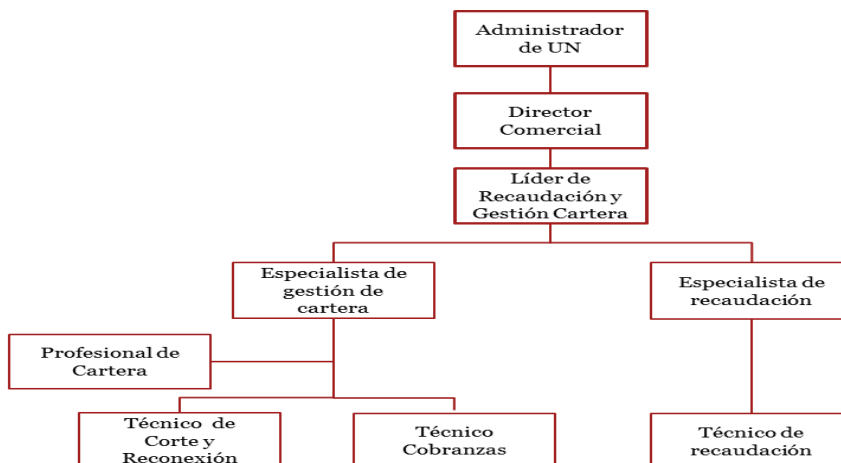 Administrador
de UN
Director
Comercial
Líder de
Recaudación y
Gestión Cartera
Especialista de
gestión de
cartera
Especialista de
recaudación
Profesional de
Cartera
Técnico de
Corte y
Reconexión
Técnico
Cobranzas
Técnico de
recaudación